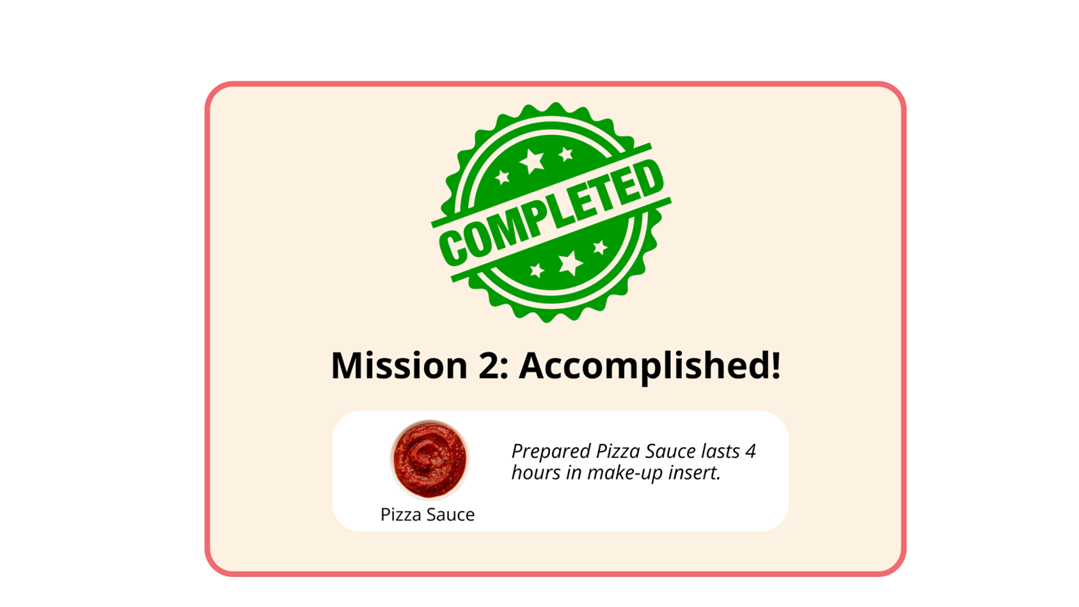 COMPLETED
Mission 2: Accomplished!
Prepared Pizza Sauce lasts 4
hours in make-up insert.
Pizza Sauce